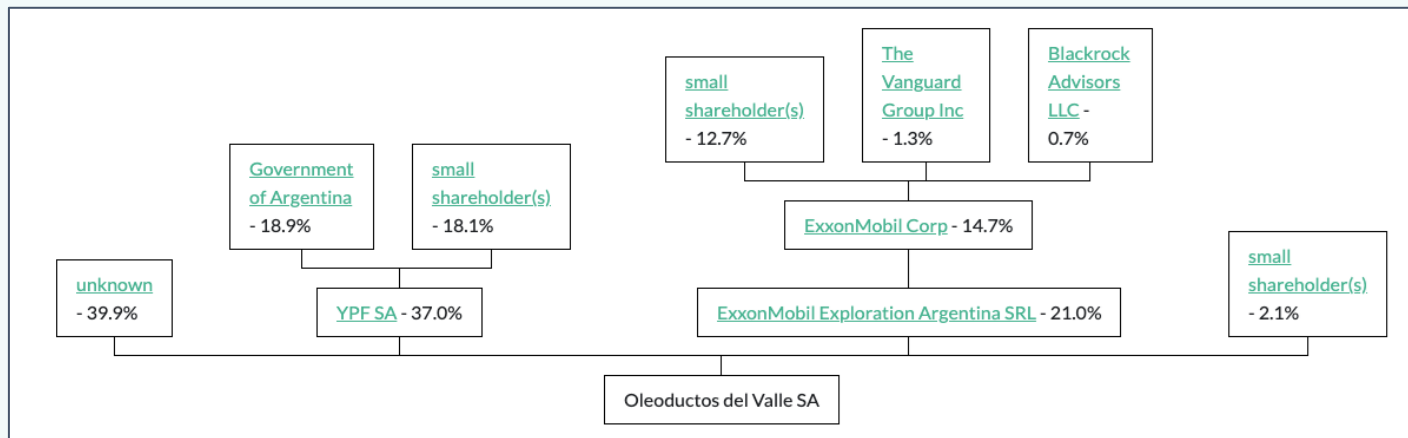 small
shareholder(s)
- 12.7%
The
Vanguard
Group Inc
- 1.3%
Blackrock
Advisors
LLC -
0.7%
Government
of Argentina
- 18.9%
small
shareholder(s)
- 18.1%
ExxonMobil Corp - 14.7%
unknown
- 39.9%
YPF SA - 37.0%
ExxonMobil Exploration Argentina SRL - 21.0%
small
shareholder(s)
- 2.1%
Oleoductos del Valle SA